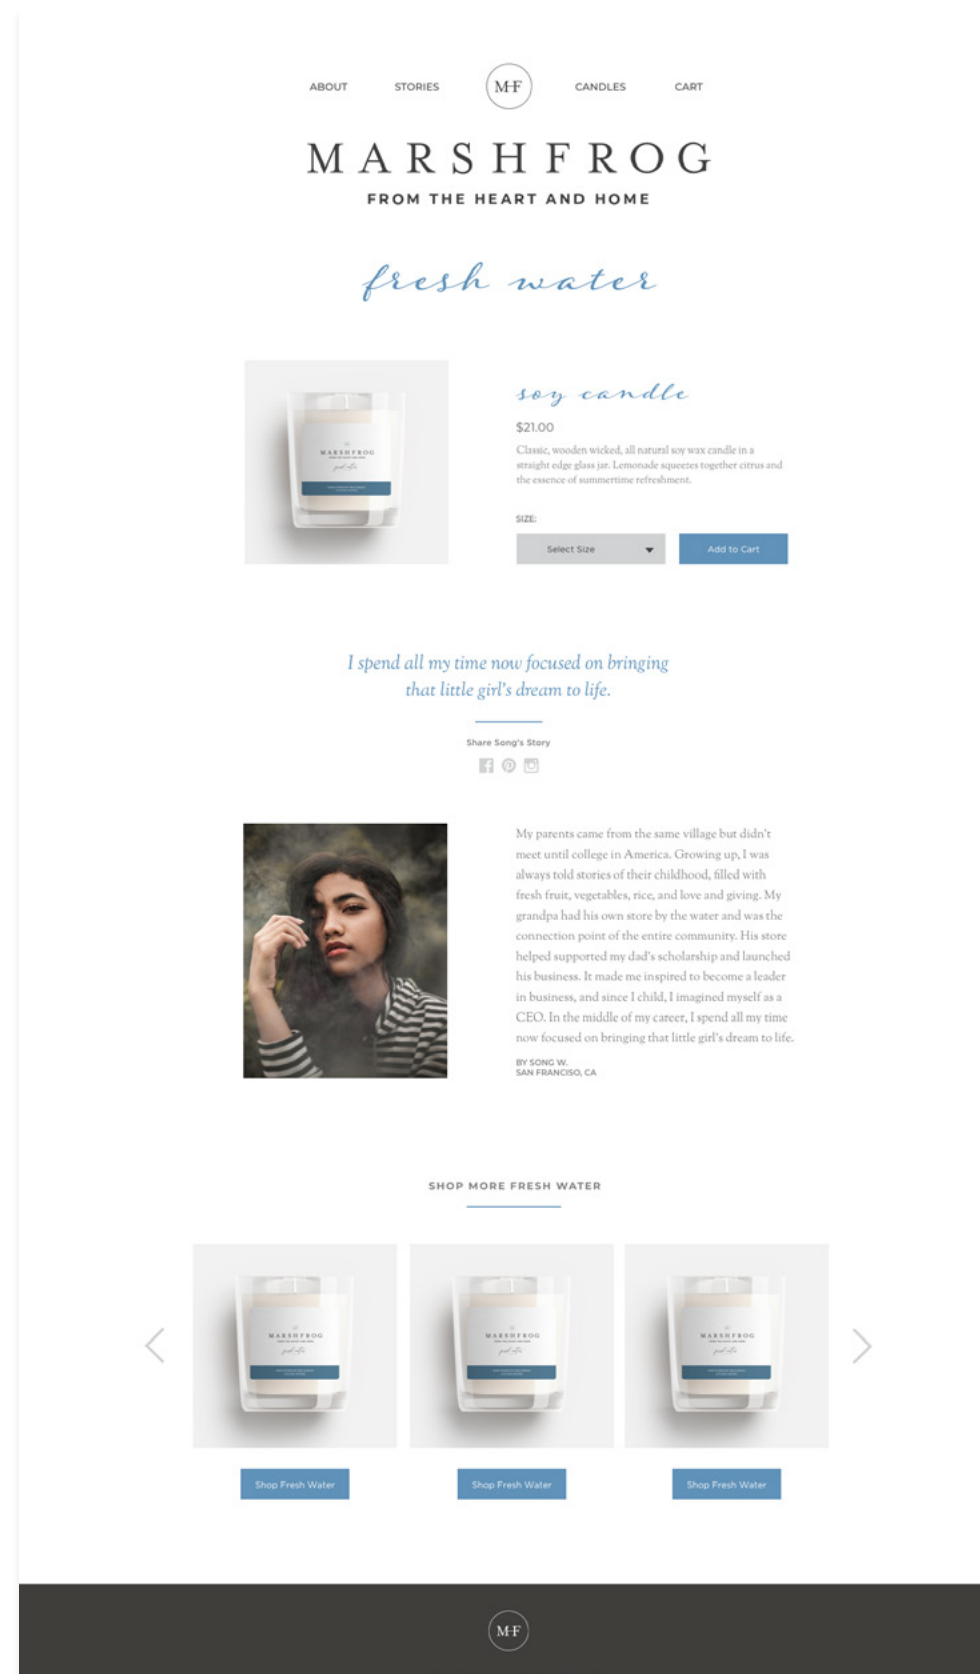 ABOUT STORIES MHF CANDLES CART
MARSHFROG
FROM THE HEART AND HOME
fresh water
MARSHFROG
soy candle
$21.00
Classic, wooden wicked, all natural soy wax candle in a
straight edge glass jar. Lemonade squeezes together citrus and
the essence of summertime refreshment.
SIZE:
Select Size
Add to Cart
I spend all my time now focused on bringing
that little girl's dream to life.
Share Song's Story
My parents came from the same village but didn't
meet until college in America. Growing up, I was
always told stories of their childhood, filled with
fresh fruit, vegetables, rice, and love and giving. My
grandpa had his own store by the water and was the
connection point of the entire community. His store
helped supported my dad's scholarship and launched
his business. It made me inspired to become a leader
in business, and since I child, I imagined myself as a
CEO. In the middle of my career, I spend all my time
now focused on bringing that little girl's dream to life.
BY SONG W.
SAN FRANCISO, CA
SHOP MORE FRESH WATER
MARSHFROG
MARSHFROG
MARSHFROG
Shop Fresh Water
Shop Fresh Water
Shop Fresh Water
MHF